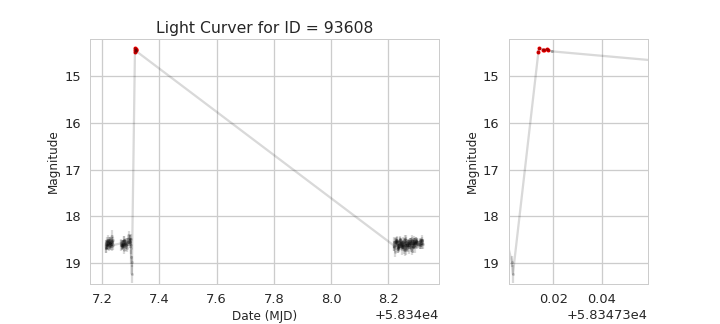 Light Curver for ID = 93608
Magnitude
15
16
17
18
19
7.2 7.4 7.6 7.8 8.0 8.2
Date (MJD)
+5.834e4
Magnitude
15
16
17
18
19
0.02 0.04
+5.83473e4